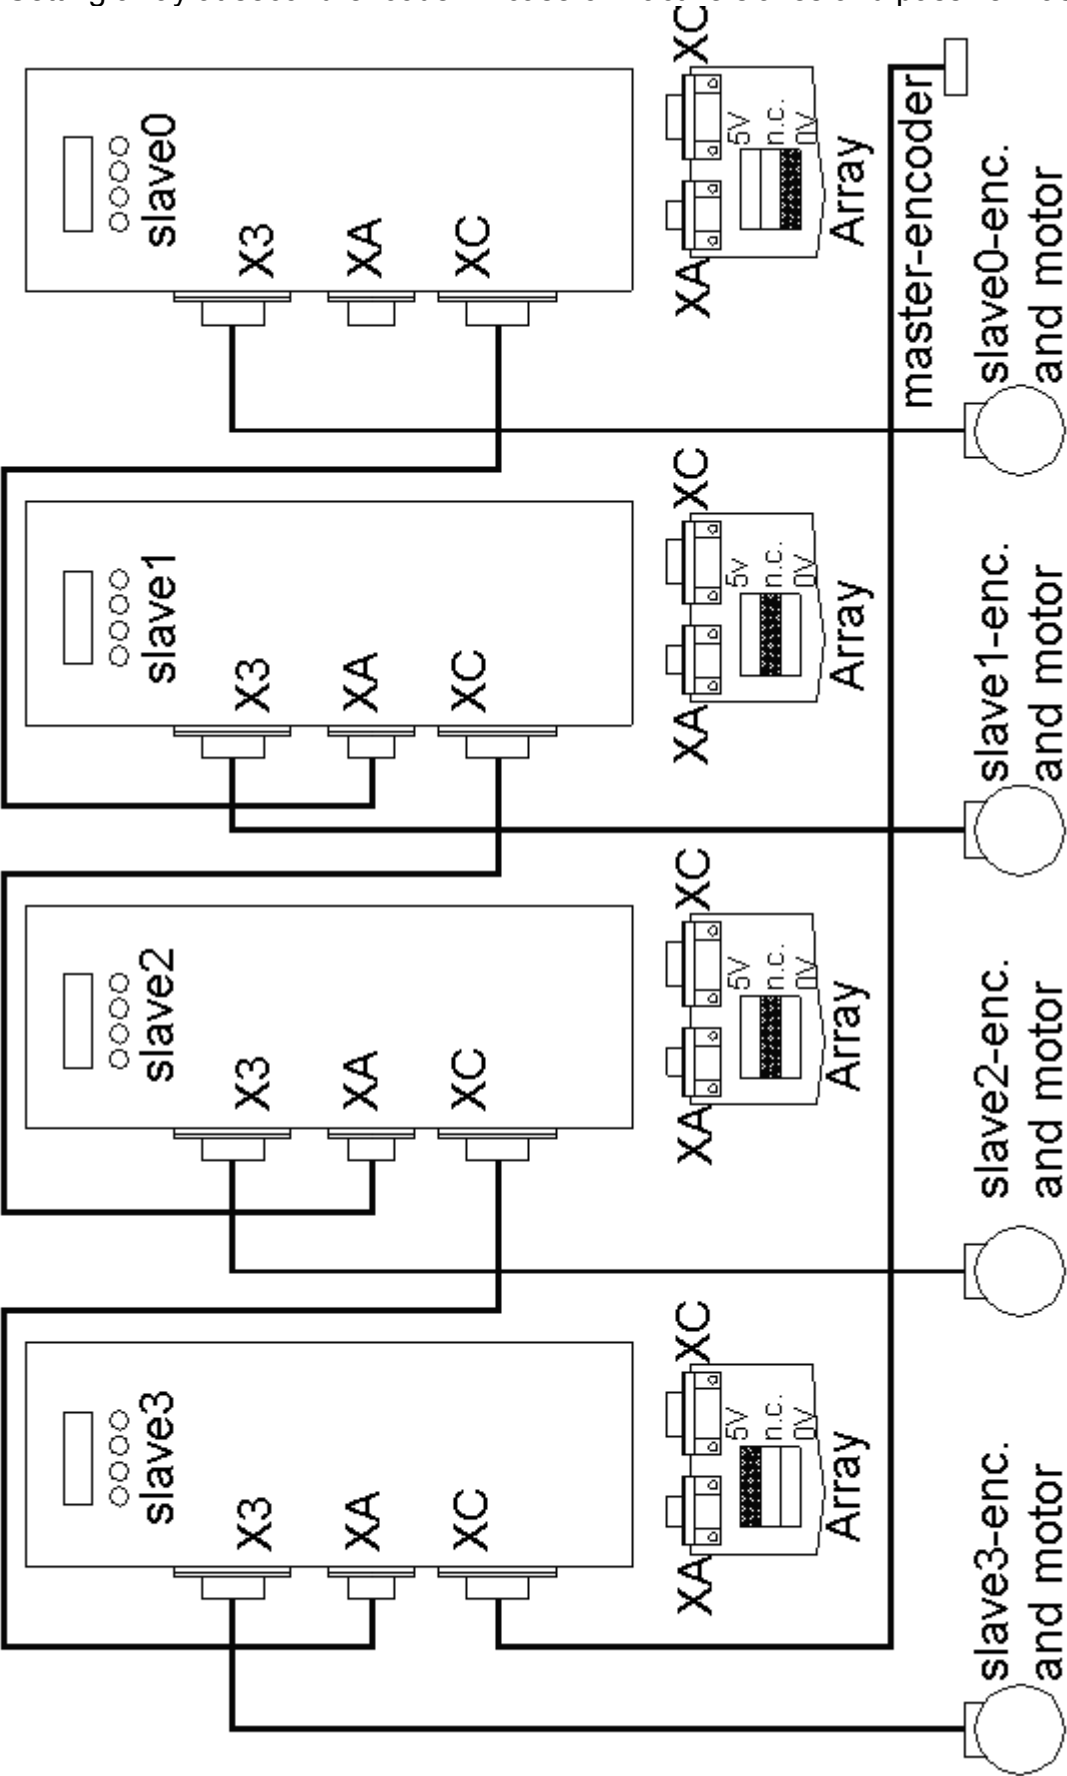 slave3
X3
XA
XC
XA
XC
5V
n.c.
0V
Array
slave3-enc.
and motor
slave2
X3
XA
XC
XA
XC
5V
n.c.
0V
Array
slave2-enc.
and motor
slave1
X3
XA
XC
XA
XC
5v
n.c.
0V
Array
slave1-enc.
and motor
slave0
X3
XA
XC
XA
XC
5V
n.c.
0V
Array
master-encoder
slave0-enc.
and motor